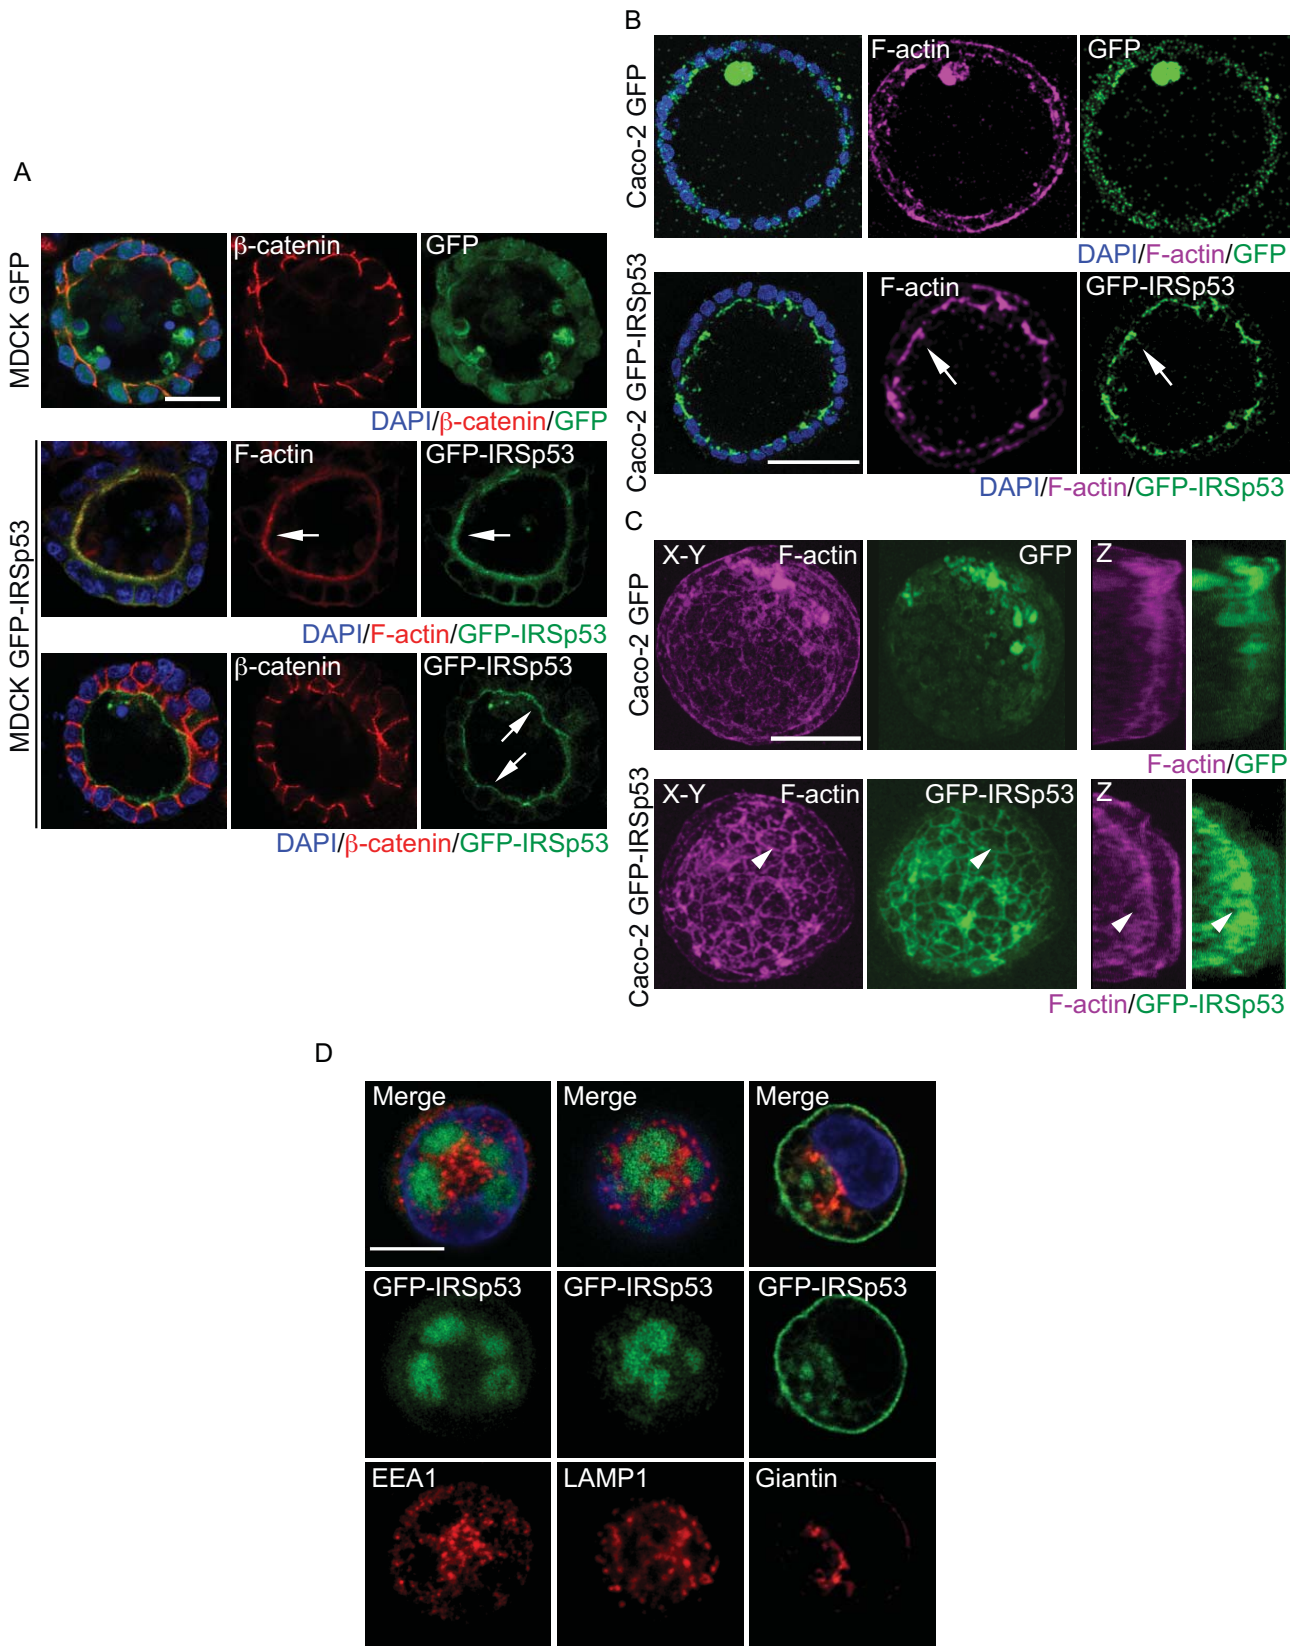 A
MDCK GFP
β-catenin
GFP
DAPI/β-catenin/GFP
MDCK GFP-IRSp53
F-actin
GFP-IRSp53
DAPI/F-actin/GFP-IRSp53
β-catenin
GFP-IRSp53
DAPI/β-catenin/GFP-IRSp53
B
Caco-2 GFP
F-actin
GFP
DAPI/F-actin/GFP
Caco-2 GFP-IRSp53
F-actin
GFP-IRSp53
DAPI/F-actin/GFP-IRSp53
C
Caco-2 GFP
X-Y
F-actin
GFP
Z
F-actin/GFP
Caco-2 GFP-IRSp53
X-Y
F-actin
GFP-IRSp53
Z
F-actin/GFP-IRSp53
D
Merge
Merge
Merge
GFP-IRSp53
GFP-IRSp53
GFP-IRSp53
EEA1
LAMP1
Giantin